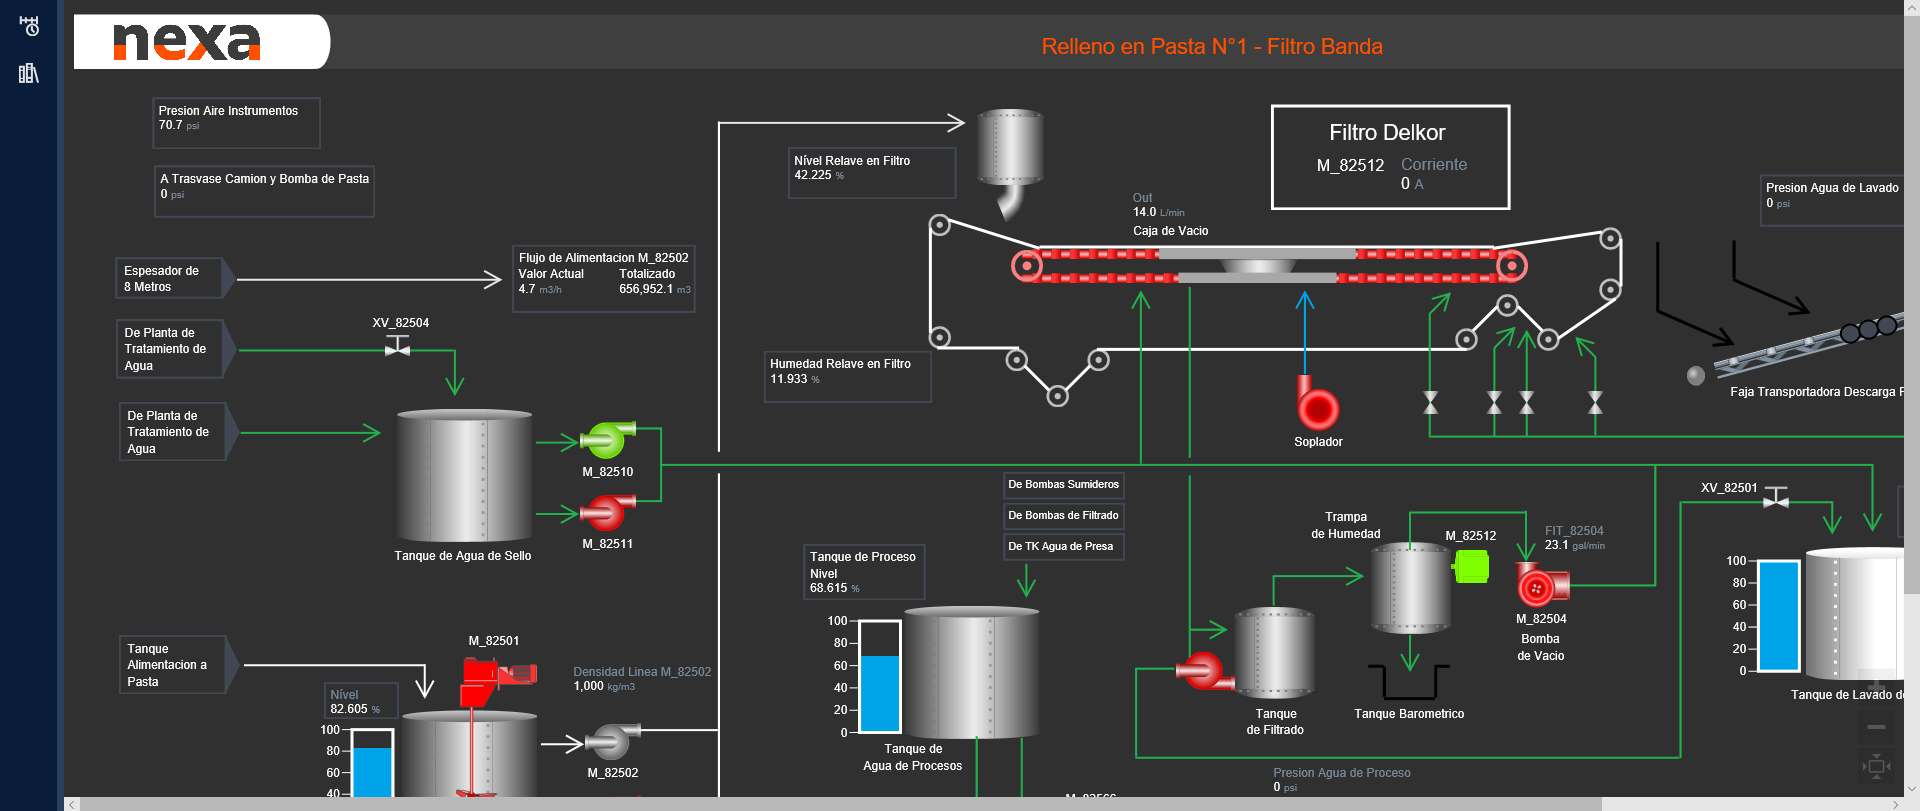 nexa
Relleno en Pasta N°1 - Filtro Banda
Presion Aire Instrumentos
70.7 psi
A Trasvase Camion y Bomba de Pasta
0 psi
Nível Relave en Filtro
42.225 %
Filtro Delkor
M_82512 Corriente
0 A
Presion Agua de Lavado
0 psi
Out
14.0 L/min
Caja de Vacio
Espesador de
8 Metros
Flujo de Alimentacion M_82502
Valor Actual Totalizado
4.7 m3/h 656,952.1 m3
De Planta de
Tratamiento de
Agua
XV_82504
Humedad Relave en Filtro
11.933 %
Faja Transportadora Descarga F
De Planta de
Tratamiento de
Agua
Soplador
M_82510
M_82511
Tanque de Agua de Sello
De Bombas Sumideros
De Bombas de Filtrado
De TK Agua de Presa
XV_82501
Trampa
de Humedad
M_82512
FIT_82504
23.1 gal/min
Tanque de Proceso
Nivel
68.615 %
100
80
60
40
20
0
Tanque de
Agua de Procesos
M_82504
Bomba
de Vacio
Tanque
de Filtrado
Tanque Barometrico
100
80
60
40
20
0
Tanque de Lavado de
Tanque
Alimentacion a
Pasta
M_82501
Nível
82.605 %
100
80
60
40
Densidad Linea M_82502
1,000 kg/m3
M_82502
Presion Agua de Proceso
0 psi